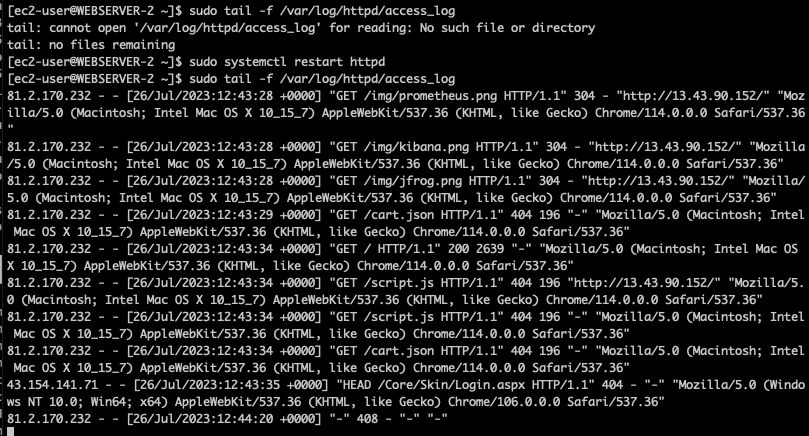 [ec2-user@WEBSERVER-2 ~]$ sudo tail -f /var/log/httpd/access_log
tail: cannot open '/var/log/httpd/access_log' for reading: No such file or directory
tail: no files remaining
[ec2-user@WEBSERVER-2 ~]$ sudo systemctl restart httpd
[ec2-user@WEBSERVER-2 ~]$ sudo tail -f /var/log/httpd/access_log
81.2.170.232 - - [26/Jul/2023:12:43:28 +0000] "GET /img/prometheus.png HTTP/1.1" 304 - "http://13.43.90.152/" "Moz
illa/5.0 (Macintosh; Intel Mac OS X 10_15_7) AppleWebKit/537.36 (KHTML, like Gecko) Chrome/114.0.0.0 Safari/537.36
"
81.2.170.232 - - [26/Jul/2023:12:43:28 +0000] "GET /img/kibana.png HTTP/1.1" 304 - "http://13.43.90.152/" "Mozilla
/5.0 (Macintosh; Intel Mac OS X 10_15_7) AppleWebKit/537.36 (KHTML, like Gecko) Chrome/114.0.0.0 Safari/537.36"
81.2.170.232 - - [26/Jul/2023:12:43:28 +0000] "GET /img/jfrog.png HTTP/1.1" 304 - "http://13.43.90.152/" "Mozilla/
5.0 (Macintosh; Intel Mac OS X 10_15_7) AppleWebKit/537.36 (KHTML, like Gecko) Chrome/114.0.0.0 Safari/537.36"
81.2.170.232 - - [26/Jul/2023:12:43:29 +0000] "GET /cart.json HTTP/1.1" 404 196 "-" "Mozilla/5.0 (Macintosh; Intel
 Mac OS X 10_15_7) AppleWebKit/537.36 (KHTML, like Gecko) Chrome/114.0.0.0 Safari/537.36"
81.2.170.232 - - [26/Jul/2023:12:43:34 +0000] "GET / HTTP/1.1" 200 2639 "-" "Mozilla/5.0 (Macintosh; Intel Mac OS 
X 10_15_7) AppleWebKit/537.36 (KHTML, like Gecko) Chrome/114.0.0.0 Safari/537.36"
81.2.170.232 - - [26/Jul/2023:12:43:34 +0000] "GET /script.js HTTP/1.1" 404 196 "http://13.43.90.152/" "Mozilla/5.
0 (Macintosh; Intel Mac OS X 10_15_7) AppleWebKit/537.36 (KHTML, like Gecko) Chrome/114.0.0.0 Safari/537.36"
81.2.170.232 - - [26/Jul/2023:12:43:34 +0000] "GET /script.js HTTP/1.1" 404 196 "-" "Mozilla/5.0 (Macintosh; Intel
 Mac OS X 10_15_7) AppleWebKit/537.36 (KHTML, like Gecko) Chrome/114.0.0.0 Safari/537.36"
81.2.170.232 - - [26/Jul/2023:12:43:34 +0000] "GET /cart.json HTTP/1.1" 404 196 "-" "Mozilla/5.0 (Macintosh; Intel
 Mac OS X 10_15_7) AppleWebKit/537.36 (KHTML, like Gecko) Chrome/114.0.0.0 Safari/537.36"
43.154.141.71 - - [26/Jul/2023:12:43:35 +0000] "HEAD /Core/Skin/Login.aspx HTTP/1.1" 404 - "-" "Mozilla/5.0 (Windo
ws NT 10.0; Win64; x64) AppleWebKit/537.36 (KHTML, like Gecko) Chrome/106.0.0.0 Safari/537.36"
81.2.170.232 - - [26/Jul/2023:12:44:20 +0000] "-" 408 - "-" "-"